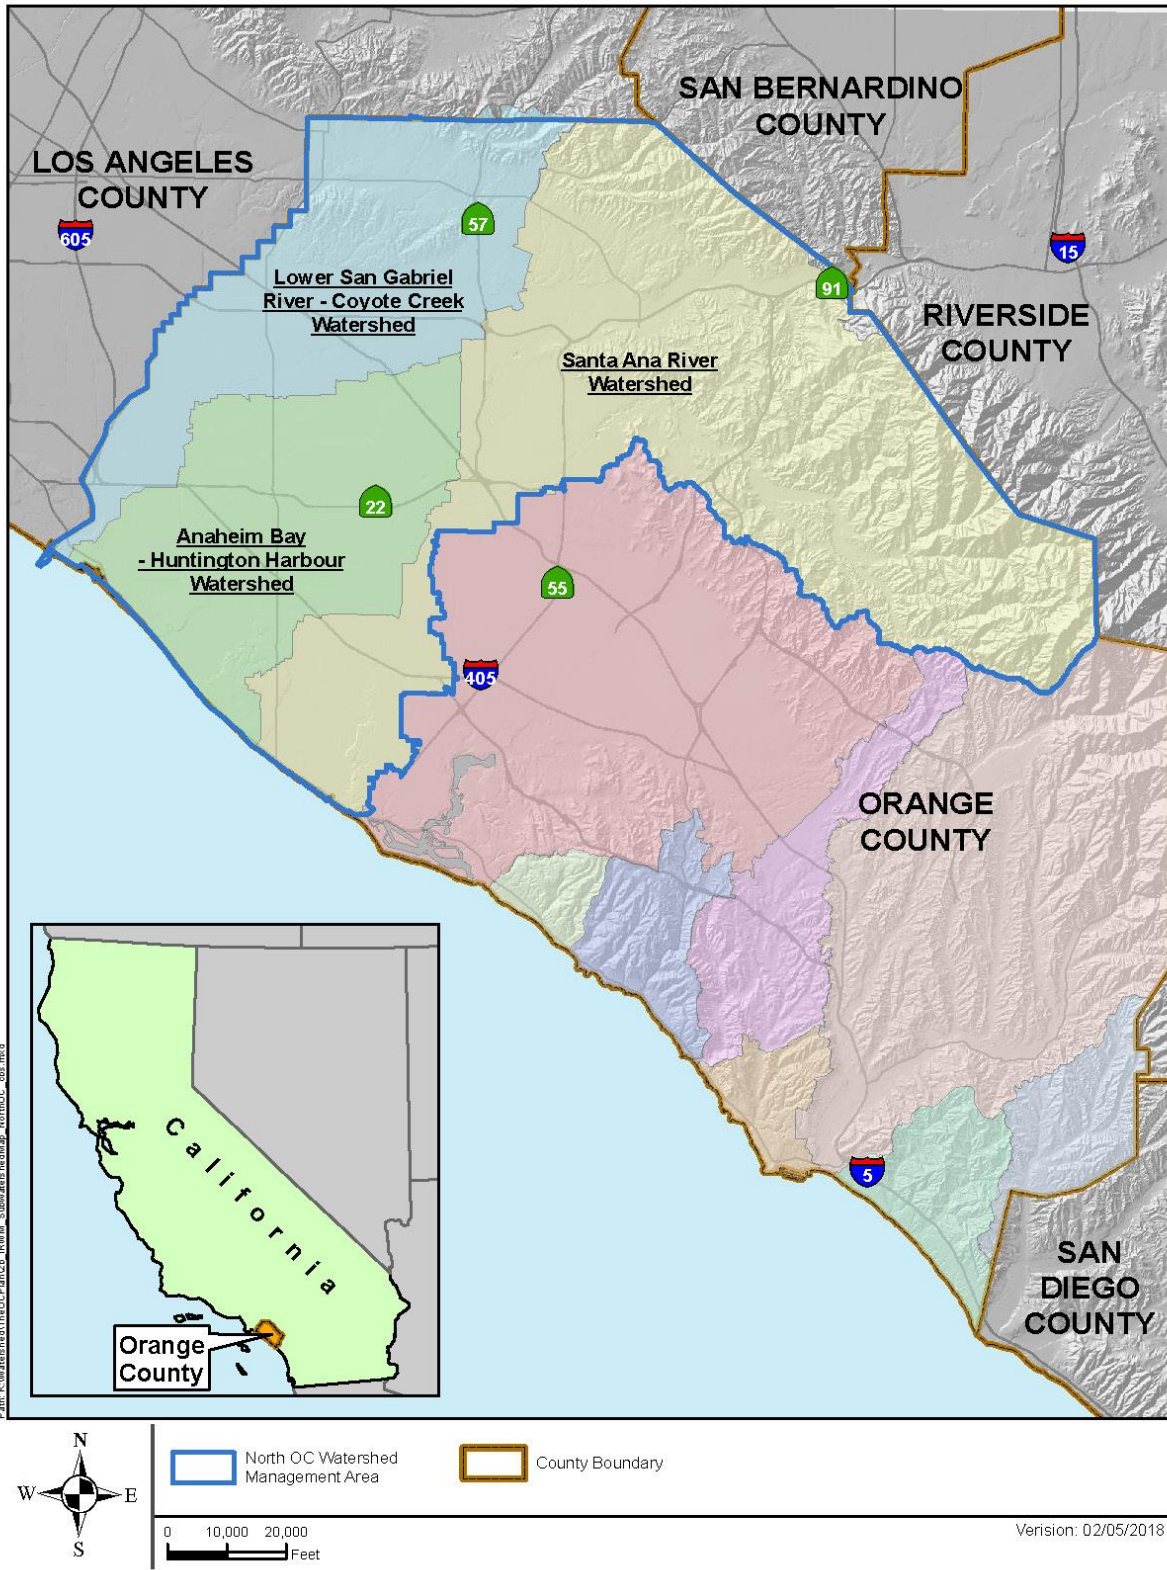 SAN BERNARDINO
COUNTY
LOS ANGELES
COUNTY
605
57
15
Lower San Gabriel
River - Coyote Creek
Watershed
91
RIVERSIDE
COUNTY
Santa Ana River
Watershed
22
Anaheim Bay
- Huntington Harbour
Watershed
55
405
ORANGE
COUNTY
California
5
SAN
DIEGO
COUNTY
Orange
County
N
W
E
S
North OC Watershed
Management Area
County Boundary
0 10,000 20,000
Feet
Verision: 02/05/2018